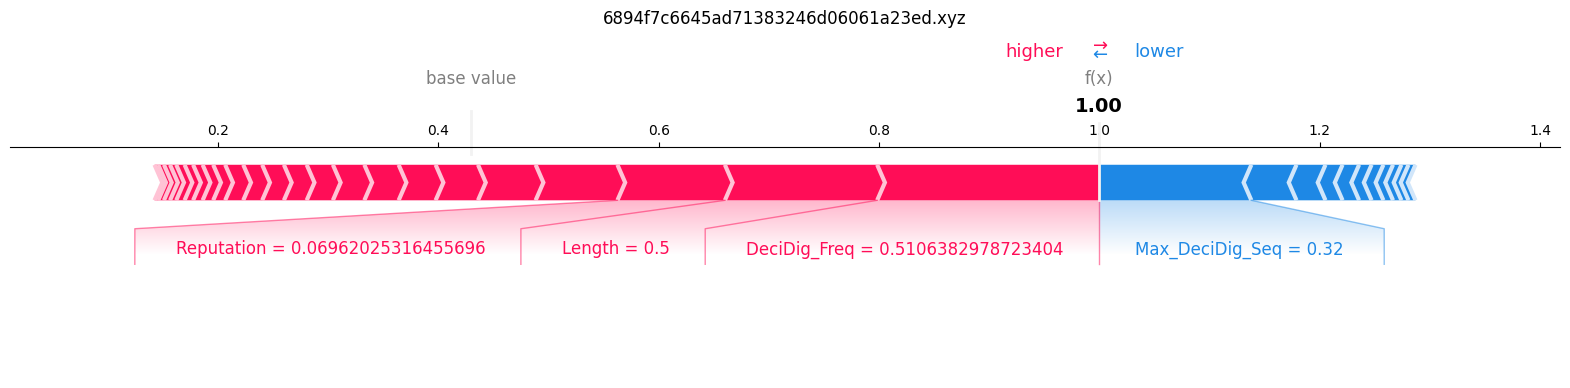 6894f7c6645ad71383246d06061a23ed.xyz
higher → ← lower
base value f(x)
1.00
0.2 0.4 0.6 0.8 1.0 1.2 1.4
Reputation = 0.06962025316455696 Length = 0.5 DeciDig_Freq = 0.5106382978723404 Max_DeciDig_Seq = 0.32